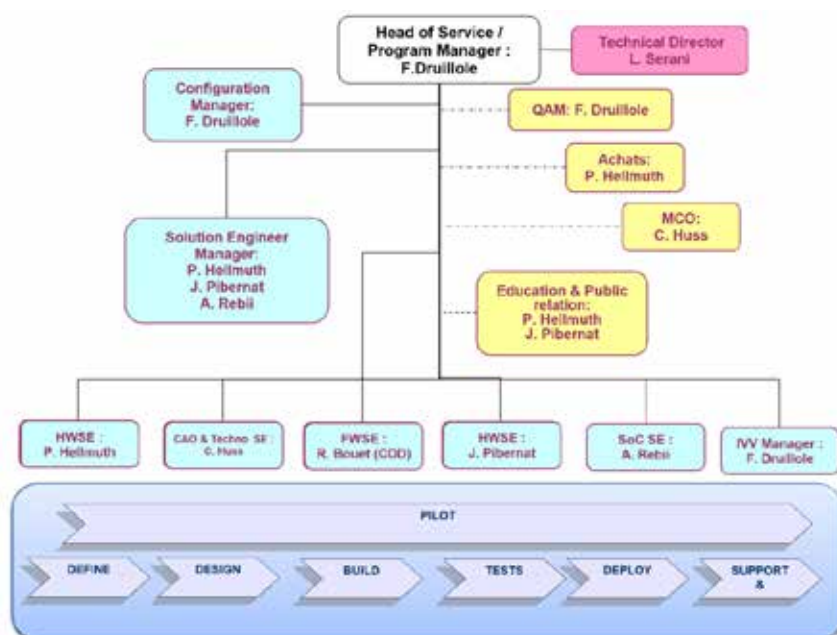 Head of Service /
Program Manager :
F.Druillole
Technical Director
L. Serani
Configuration
Manager:
F. Druillole
QAM: F. Druillole
Achats:
P. Hellmuth
MCO:
C. Huss
Solution Engineer
Manager:
P. Hellmuth
J. Pibernat
A. Rebii
Education & Public
relation:
P. Hellmuth
J. Pibernat
HWSE :
P. Hellmuth
CAO & Techno SE :
C. Huss
FWSE :
R. Bouet (CDD)
HWSE :
J. Pibernat
SoC SE :
A. Rebii
IVV Manager :
F. Druillole
PILOT
DEFINE
DESIGN
BUILD
TESTS
DEPLOY
SUPPORT
&